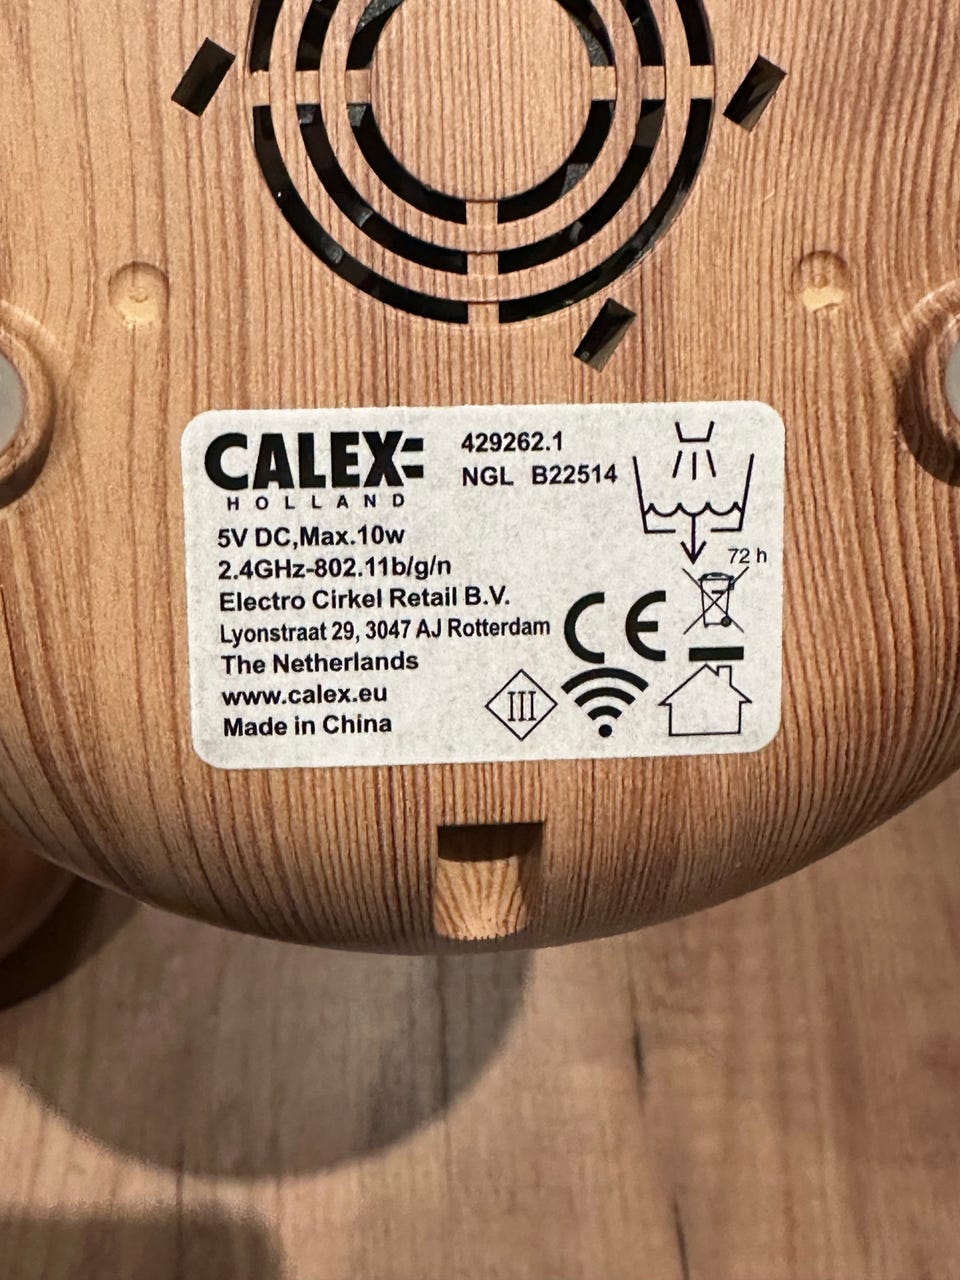 CALEX
HOLLAND
429262.1
NGL B22514
5V DC,Max.10w
2.4GHz-802.11b/g/n
Electro Cirkel Retail B.V.
Lyonstraat 29, 3047 AJ Rotterdam
The Netherlands
www.calex.eu
Made in China
72 h
CE
III